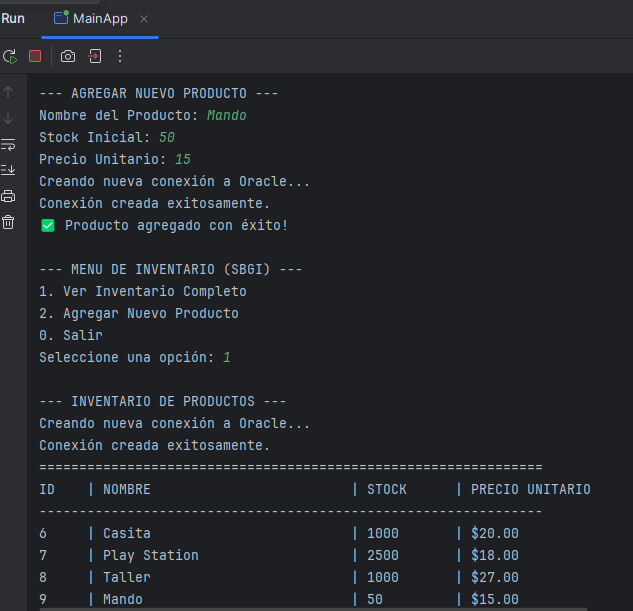 Run MainApp
--- AGREGAR NUEVO PRODUCTO ---
Nombre del Producto: Mando
Stock Inicial: 50
Precio Unitario: 15
Creando nueva conexión a Oracle...
Conexión creada exitosamente.
✅ Producto agregado con éxito!
--- MENU DE INVENTARIO (SBGI) ---
1. Ver Inventario Completo
2. Agregar Nuevo Producto
0. Salir
Seleccione una opción: 1
--- INVENTARIO DE PRODUCTOS ---
Creando nueva conexión a Oracle...
Conexión creada exitosamente.
===============================================================
ID    | NOMBRE                         | STOCK      | PRECIO UNITARIO
---------------------------------------------------------------
6     | Casita                         | 1000       | $20.00
7     | Play Station                   | 2500       | $18.00
8     | Taller                         | 1000       | $27.00
9     | Mando                          | 50         | $15.00